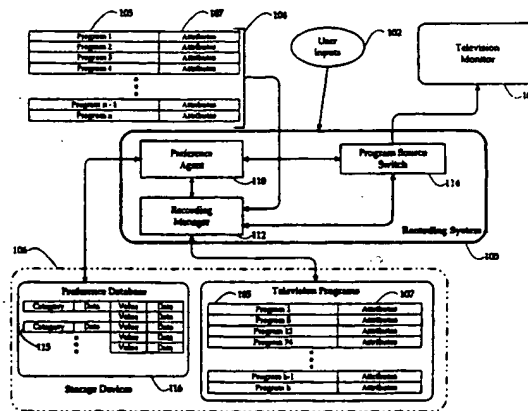 105
107
104
Program 1 Attributes
Program 2 Attributes
Program 3 Attributes
Program 4 Attributes
Program n - 1 Attributes
Program n Attributes
User
Inputs
102
Television
Monitor
Preference
Agent
110
Program Source
Switch
114
Recording
Manager
112
Recording System
100
106
Preference Database
Category Data Value Data
Value Data
Category Data Value Data
Value Data
Value Data
115
Storage Devices
116
Television Programs
105
107
Program 1 Attributes
Program 8 Attributes
Program 12 Attributes
Program 74 Attributes
Program b-1 Attributes
Program b Attributes